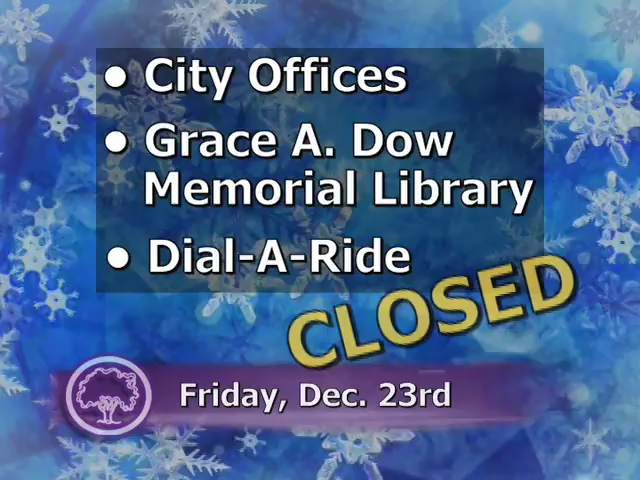 • City Offices
• Grace A. Dow
Memorial Library
• Dial-A-Ride
CLOSED
Friday, Dec. 23rd